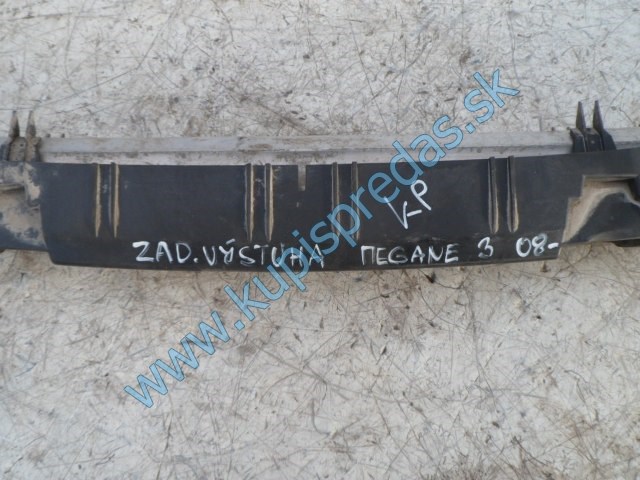 K-P
ZAD. VÝSTUHA MEGANE 3 08-
www.kupispredas.sk